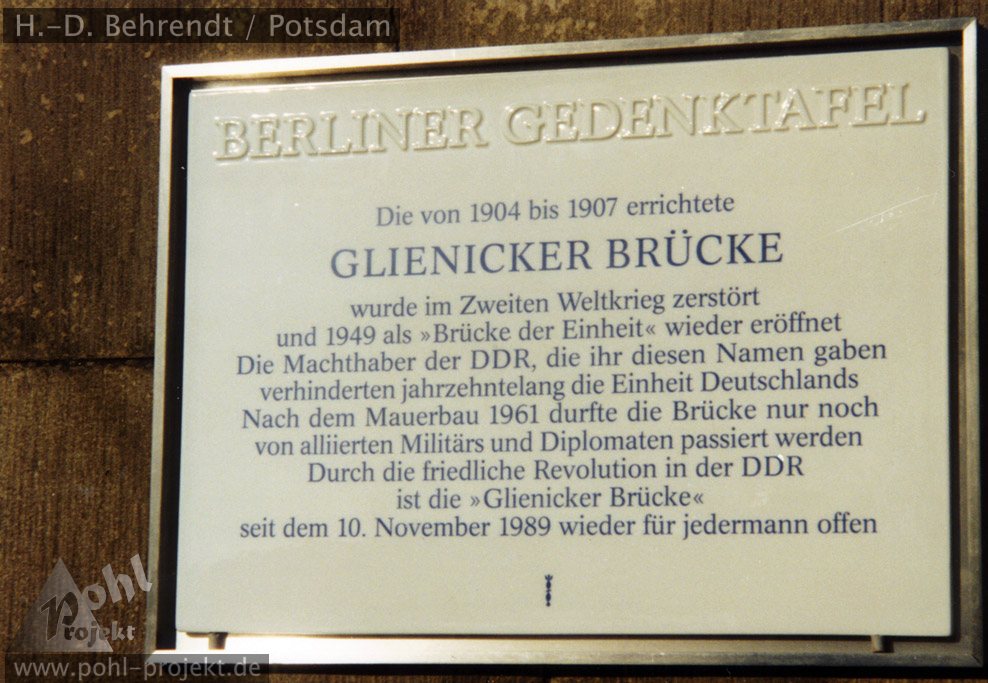 H.-D. Behrendt / Potsdam
BERLINER GEDENKTAFEL
Die von 1904 bis 1907 errichtete
GLIENICKER BRÜCKE
wurde im Zweiten Weltkrieg zerstört
und 1949 als »Brücke der Einheit« wieder eröffnet
Die Machthaber der DDR, die ihr diesen Namen gaben
verhinderten jahrzehntelang die Einheit Deutschlands
Nach dem Mauerbau 1961 durfte die Brücke nur noch
von alliierten Militärs und Diplomaten passiert werden
Durch die friedliche Revolution in der DDR
ist die »Glienicker Brücke«
seit dem 10. November 1989 wieder für jedermann offen
Pohl
Projekt
www.pohl-projekt.de